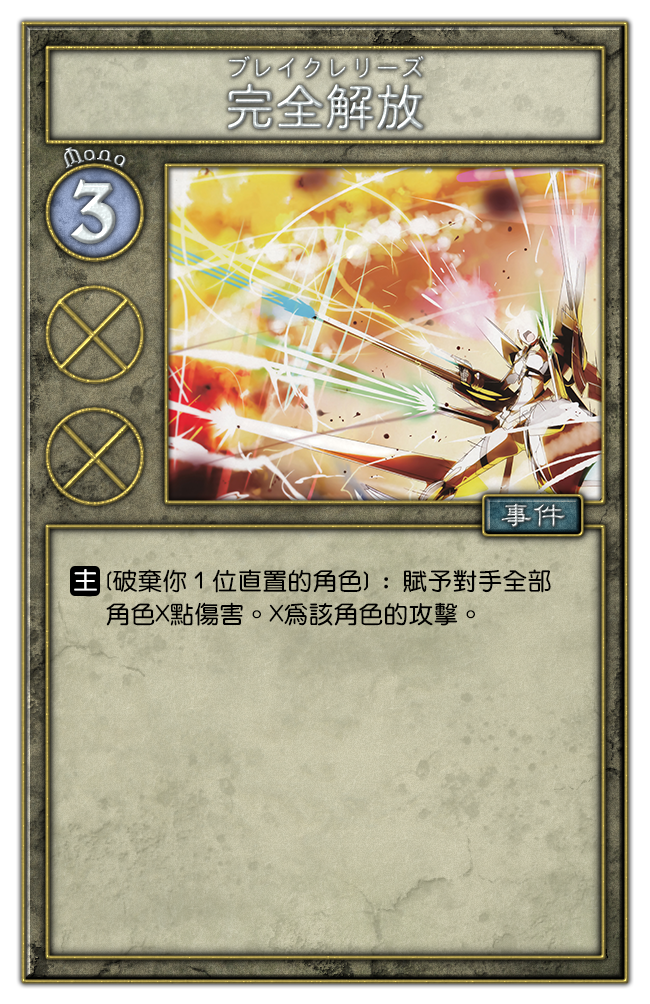 ブレイクレリーズ
完全解放
Mana
3
事件
主 (破棄你1位直置的角色)：賦予對手全部
角色X點傷害。X為該角色的攻擊。